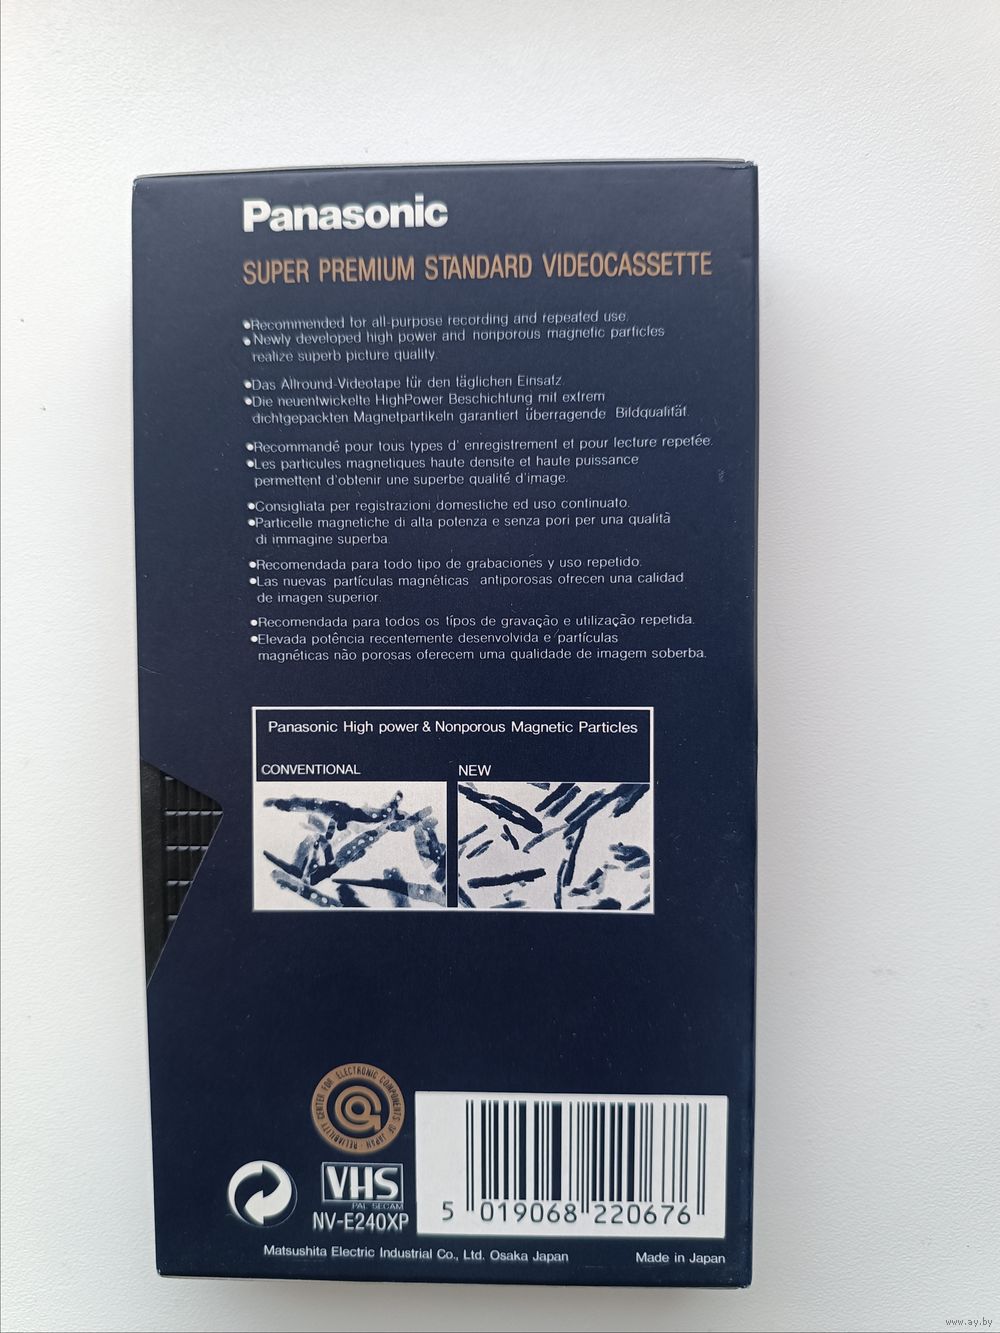 Panasonic
SUPER PREMIUM STANDARD VIDEOCASSETTE
•Recommended for all-purpose recording and repeated use.
•Newly developed high power and nonporous magnetic particles
realize superb picture quality.
•Das Allround-Videotape für den täglichen Einsatz.
•Die neuentwickelte HighPower Beschichtung mit extrem
dichtgepackten Magnetpartikeln garantiert überragende Bildqualität.
•Recommandé pour tous types d' enregistrement et pour lecture repetée.
•Les particules magnetiques haute densite et haute puissance
permettent d'obtenir une superbe qualité d'image.
•Consigliata per registrazioni domestiche ed uso continuato.
•Particelle magnetiche di alta potenza e senza pori per una qualità
di immagine superba.
•Recomendada para todo tipo de grabaciones y uso repetido.
•Las nuevas partículas magnéticas antiporosas ofrecen una calidad
de imagen superior.
•Recomendada para todos os típos de gravação e utilização repetida.
•Elevada potência recentemente desenvolvida e partículas
magnéticas não porosas oferecem uma qualidade de imagem soberba.
Panasonic High power & Nonporous Magnetic Particles
CONVENTIONAL
NEW
RELIABILITY CENTER FOR ELECTRONIC COMPONENTS OF JAPAN
VHS
PAL SECAM
NV-E240XP
5 019068 220676
Matsushita Electric Industrial Co., Ltd. Osaka Japan
Made in Japan
www.ay.by